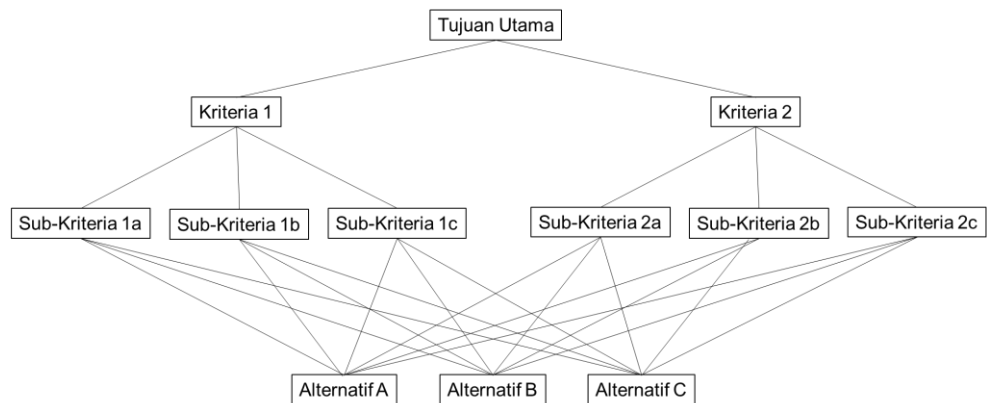 Tujuan Utama
Kriteria 1
Kriteria 2
Sub-Kriteria 1a
Sub-Kriteria 1b
Sub-Kriteria 1c
Sub-Kriteria 2a
Sub-Kriteria 2b
Sub-Kriteria 2c
Alternatif A
Alternatif B
Alternatif C